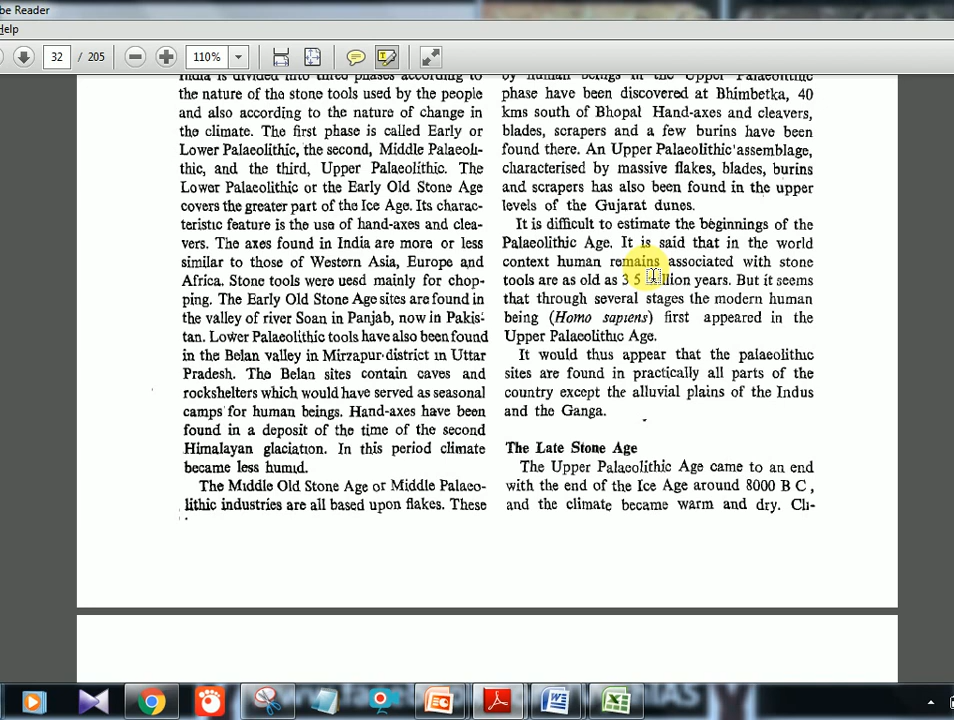 be Reader
Help
32 / 205
110%
India is divided into three phases according to
the nature of the stone tools used by the people
and also according to the nature of change in
the climate. The first phase is called Early or
Lower Palaeolithic, the second, Middle Palaeoli-
thic, and the third, Upper Palaeolithic. The
Lower Palaeolithic or the Early Old Stone Age
covers the greater part of the Ice Age. Its charac-
teristic feature is the use of hand-axes and clea-
vers. The axes found in India are more or less
similar to those of Western Asia, Europe and
Africa. Stone tools were uesd mainly for chop-
ping. The Early Old Stone Age sites are found in
the valley of river Soan in Panjab, now in Pakis-
tan. Lower Palaeolithic tools have also been found
in the Belan valley in Mirzapur district in Uttar
Pradesh. The Belan sites contain caves and
rockshelters which would have served as seasonal
camps for human beings. Hand-axes have been
found in a deposit of the time of the second
Himalayan glaciation. In this period climate
became less humid.
The Middle Old Stone Age or Middle Palaeo-
lithic industries are all based upon flakes. These
by human beings in the Upper Palaeolithic
phase have been discovered at Bhimbetka, 40
kms south of Bhopal Hand-axes and cleavers,
blades, scrapers and a few burins have been
found there. An Upper Palaeolithic assemblage,
characterised by massive flakes, blades, burins
and scrapers has also been found in the upper
levels of the Gujarat dunes.
It is difficult to estimate the beginnings of the
Palaeolithic Age. It is said that in the world
context human remains associated with stone
tools are as old as 3 5 million years. But it seems
that through several stages the modern human
being (Homo sapiens) first appeared in the
Upper Palaeolithic Age.
It would thus appear that the palaeolithic
sites are found in practically all parts of the
country except the alluvial plains of the Indus
and the Ganga.
The Late Stone Age
The Upper Palaeolithic Age came to an end
with the end of the Ice Age around 8000 B C,
and the climate became warm and dry. Cli-